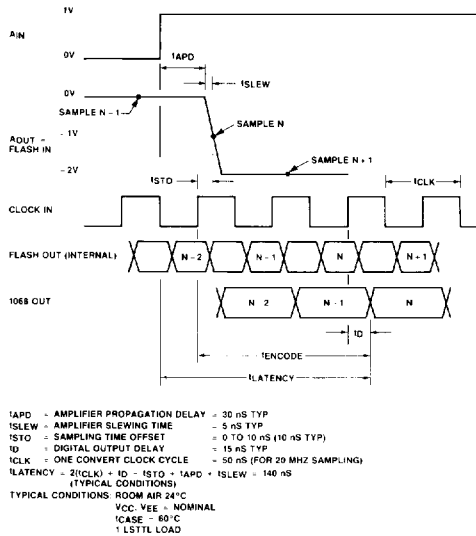 1V
AIN
tAPD
0V
tSLEW
0V
SAMPLE N - 1
SAMPLE N
- 1V
AOUT -
FLASH IN
SAMPLE N + 1
- 2V
tSTO
tCLK
CLOCK IN
FLASH OUT (INTERNAL)
N - 2
N - 1
N
N + 1
1068 OUT
N - 2
N - 1
N
tD
tENCODE
tLATENCY
tAPD = AMPLIFIER PROPAGATION DELAY = 30 nS TYP
tSLEW = AMPLIFIER SLEWING TIME = 5 nS TYP
tSTO = SAMPLING TIME OFFSET = 0 TO 10 nS (10 nS TYP)
tD = DIGITAL OUTPUT DELAY = 15 nS TYP
tCLK = ONE CONVERT CLOCK CYCLE = 50 nS (FOR 20 MHZ SAMPLING)
tLATENCY = 2(tCLK) + tD - tSTO + tAPD + tSLEW = 140 nS
(TYPICAL CONDITIONS)
TYPICAL CONDITIONS: ROOM AIR 24°C
VCC, VEE = NOMINAL
tCASE - 60°C
1 LSTTL LOAD